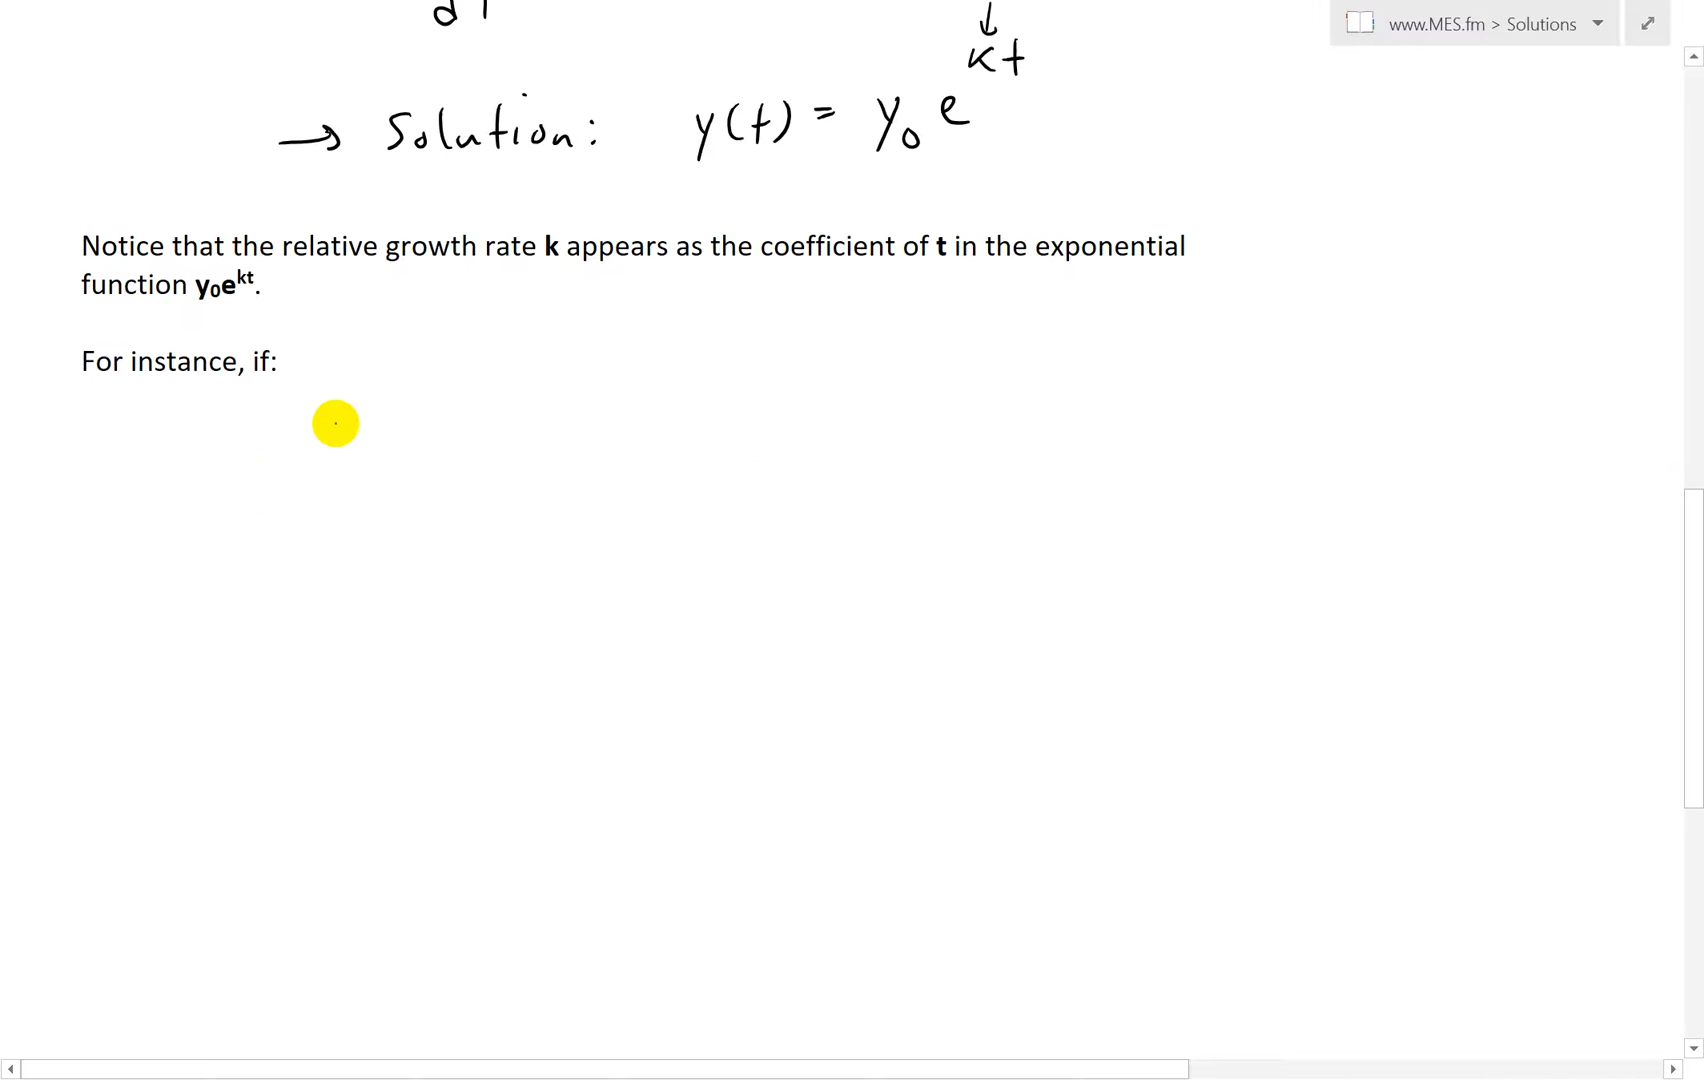 www.MES.fm > Solutions
kt
→ Solution: y(t) = y₀ e
Notice that the relative growth rate k appears as the coefficient of t in the exponential
function y₀eᵏᵗ.
For instance, if: